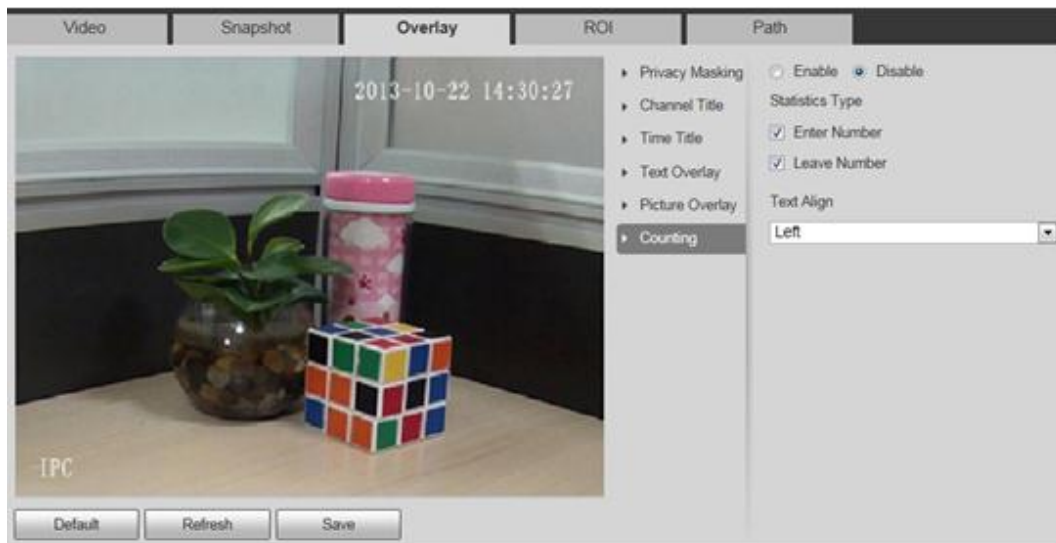 Video
Snapshot
Overlay
ROI
Path
2013-10-22 14:30:27
IPC
Privacy Masking
Channel Title
Time Title
Text Overlay
Picture Overlay
Counting
Enable
Disable
Statistics Type
Enter Number
Leave Number
Text Align
Left
Default
Refresh
Save